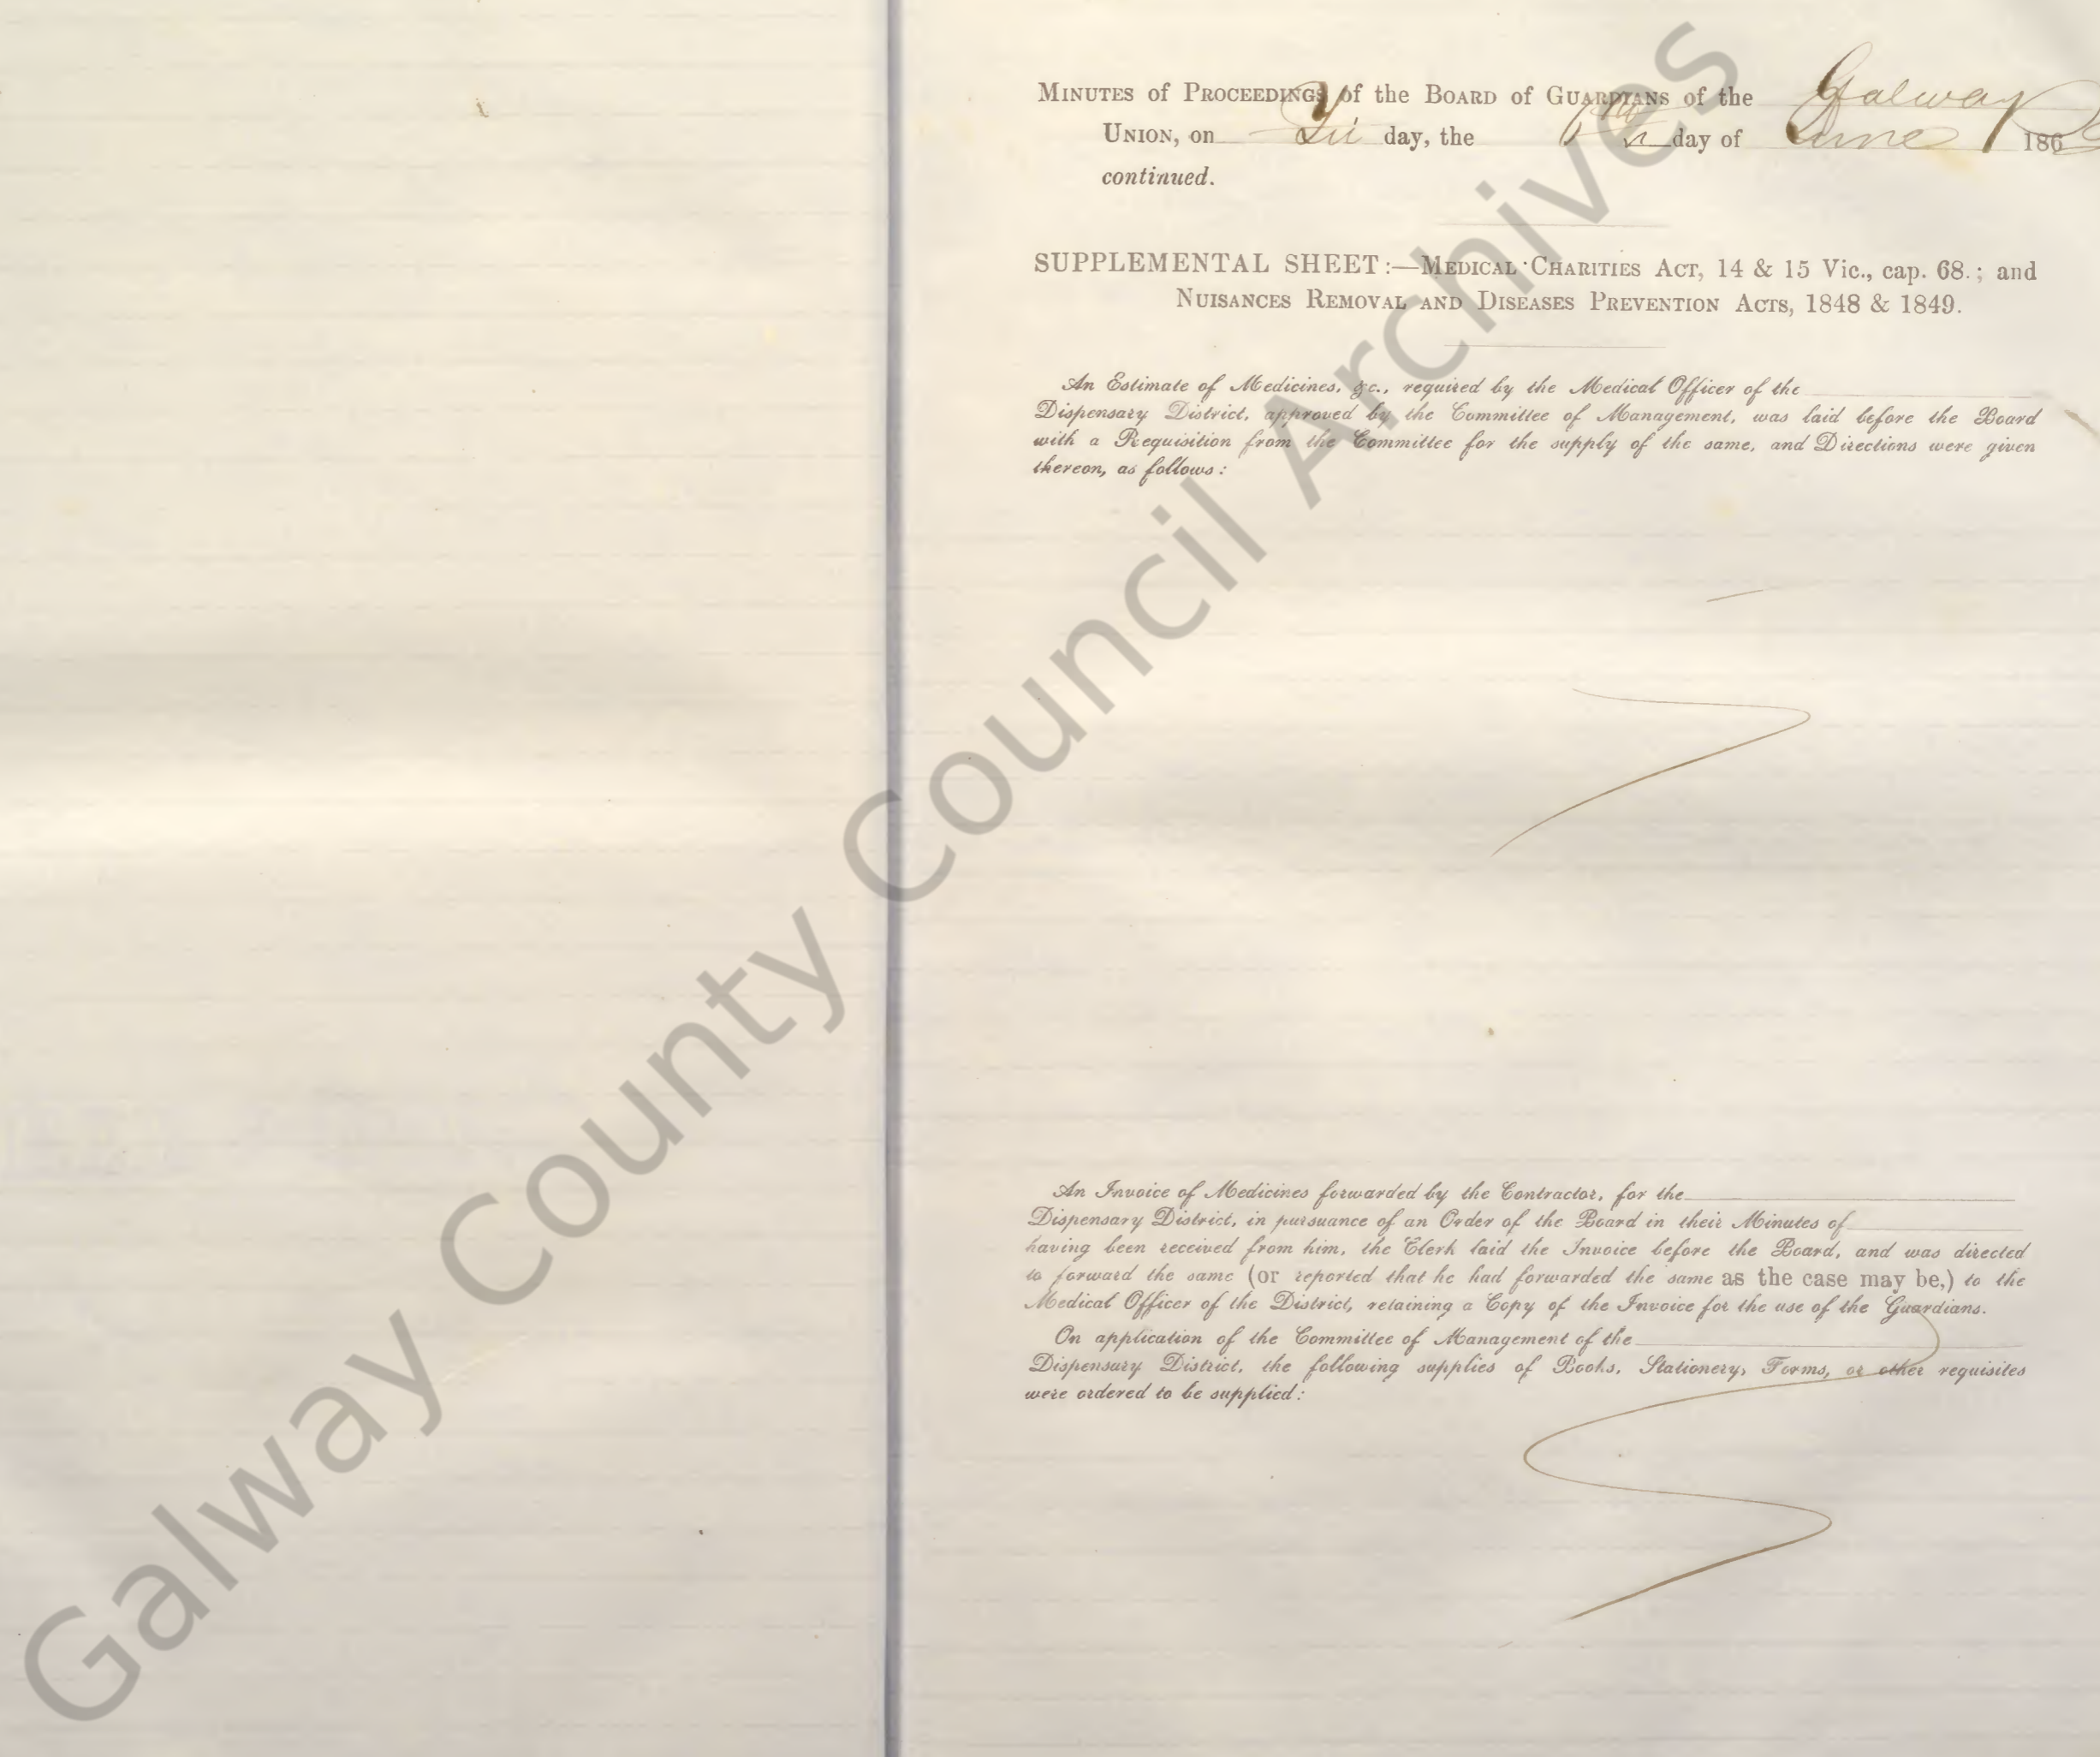 MINUTES of PROCEEDINGS of the BOARD of GUARDIANS of the Galway
UNION, on Fri day, the day of June 186
continued.
SUPPLEMENTAL SHEET:—MEDICAL CHARITIES ACT, 14 & 15 Vic., cap. 68.; and
NUISANCES REMOVAL AND DISEASES PREVENTION ACTS, 1848 & 1849.
An Estimate of Medicines, &c., required by the Medical Officer of the
Dispensary District, approved by the Committee of Management, was laid before the Board
with a Requisition from the Committee for the supply of the same, and Directions were given
thereon, as follows:
An Invoice of Medicines forwarded by the Contractor, for the
Dispensary District, in pursuance of an Order of the Board in their Minutes of
having been received from him, the Clerk laid the Invoice before the Board, and was directed
to forward the same (or reported that he had forwarded the same as the case may be,) to the
Medical Officer of the District, retaining a Copy of the Invoice for the use of the Guardians.
On application of the Committee of Management of the
Dispensary District, the following supplies of Books, Stationery, Forms, or other requisites
were ordered to be supplied:
Galway County Council Archives